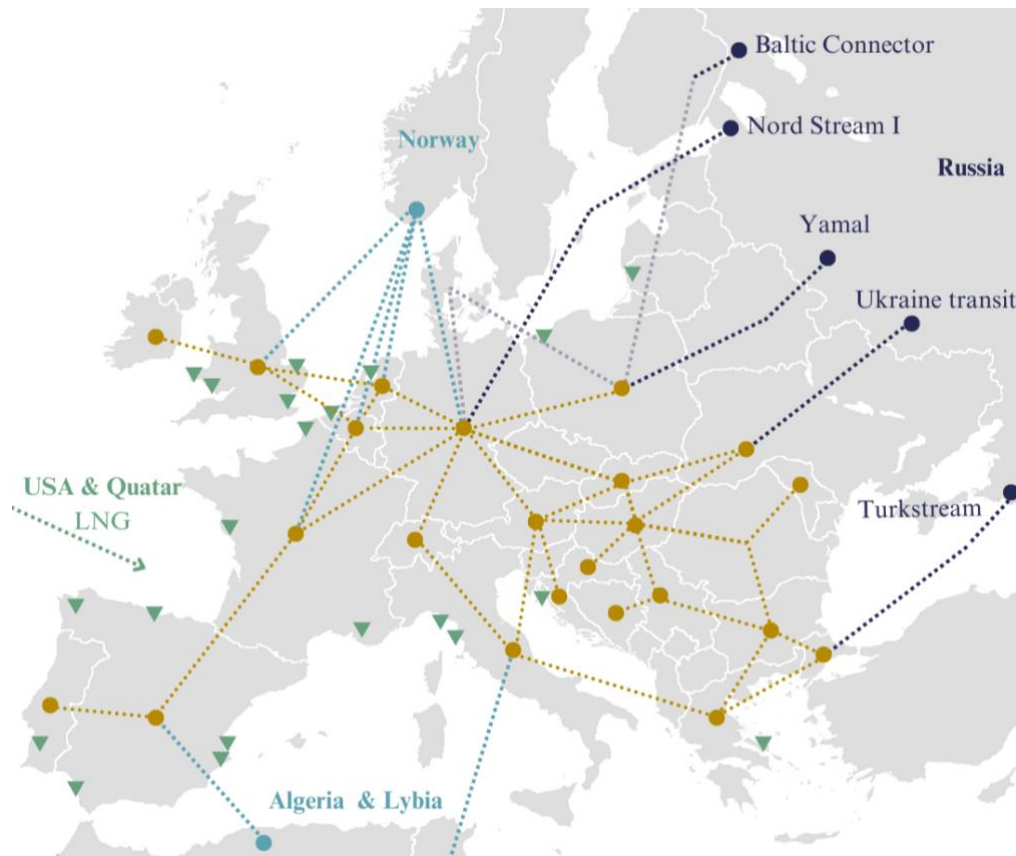 Baltic Connector
Nord Stream I
Norway
Russia
Yamal
Ukraine transit
USA & Quatar
LNG
Turkstream
Algeria & Lybia